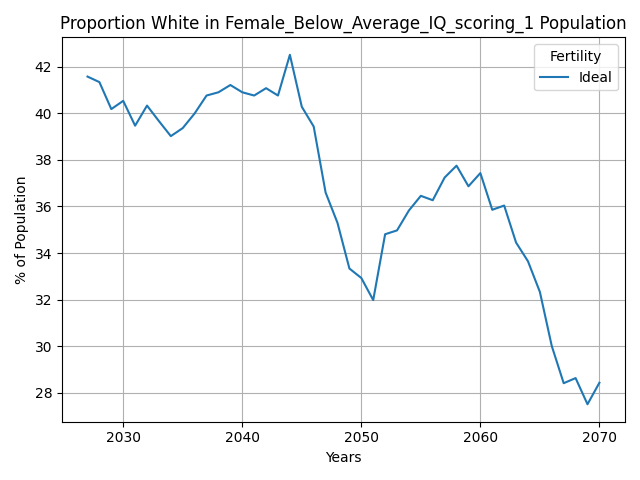 Proportion White in Female_Below_Average_IQ_scoring_1 Population
Fertility
Ideal
% of Population
42
40
38
36
34
32
30
28
2030 2040 2050 2060 2070
Years